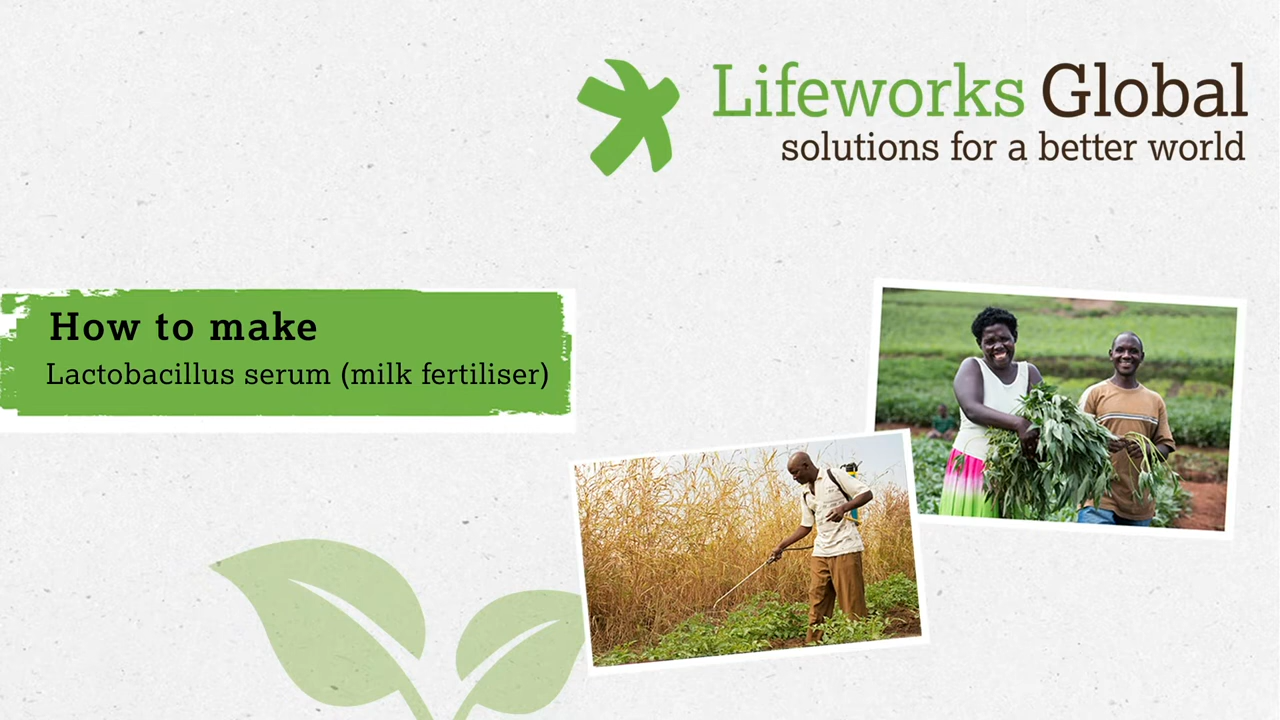 Lifeworks Global
solutions for a better world
How to make
Lactobacillus serum (milk fertiliser)